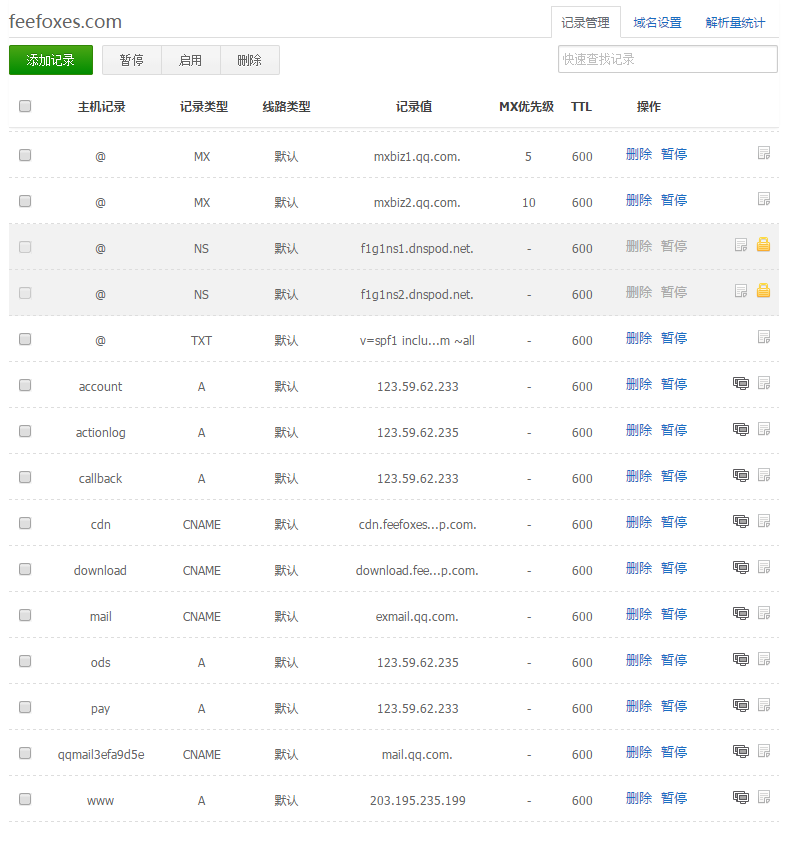 feefoxes.com
记录管理 域名设置 解析量统计
添加记录 暂停 启用 删除 快速查找记录
主机记录 记录类型 线路类型 记录值 MX优先级 TTL 操作
@ MX 默认 mxbiz1.qq.com. 5 600 删除 暂停
@ MX 默认 mxbiz2.qq.com. 10 600 删除 暂停
@ NS 默认 f1g1ns1.dnspod.net. - 600 删除 暂停
@ NS 默认 f1g1ns2.dnspod.net. - 600 删除 暂停
@ TXT 默认 v=spf1 inclu...m ~all - 600 删除 暂停
account A 默认 123.59.62.233 - 600 删除 暂停
actionlog A 默认 123.59.62.235 - 600 删除 暂停
callback A 默认 123.59.62.233 - 600 删除 暂停
cdn CNAME 默认 cdn.feefoxes...p.com. - 600 删除 暂停
download CNAME 默认 download.fee...p.com. - 600 删除 暂停
mail CNAME 默认 exmail.qq.com. - 600 删除 暂停
ods A 默认 123.59.62.235 - 600 删除 暂停
pay A 默认 123.59.62.233 - 600 删除 暂停
qqmail3efa9d5e CNAME 默认 mail.qq.com. - 600 删除 暂停
www A 默认 203.195.235.199 - 600 删除 暂停